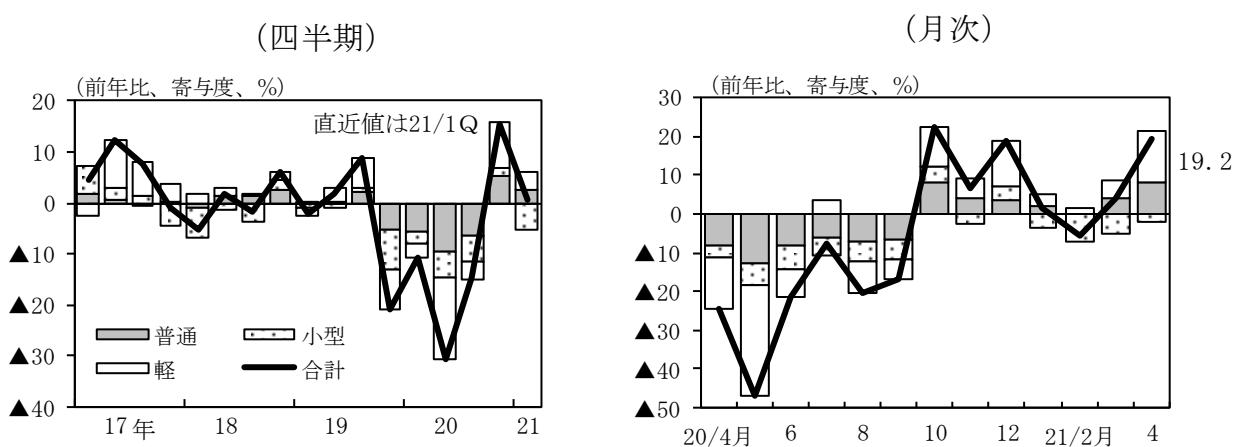 (四半期)
(前年比、寄与度、%)
20
10
0
▲10
▲20
▲30
▲40
直近値は21/1Q
普通
小型
軽
合計
17年
18
19
20
21
(月次)
(前年比、寄与度、%)
30
20
10
0
▲10
▲20
▲30
▲40
▲50
19.2
20/4月
6
8
10
12
21/2月
4